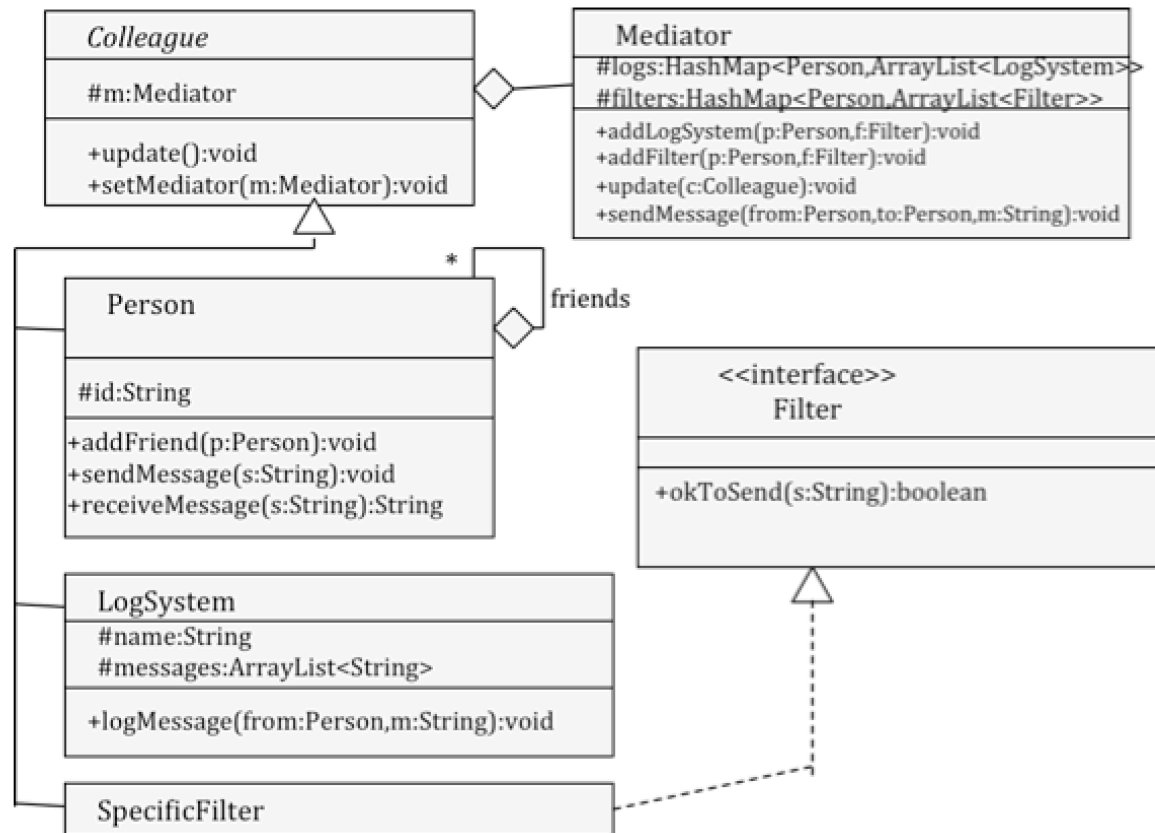 Colleague
#m:Mediator
+update():void
+setMediator(m:Mediator):void
Mediator
#logs:HashMap<Person,ArrayList<LogSystem>>
#filters:HashMap<Person,ArrayList<Filter>>
+addLogSystem(p:Person,f:Filter):void
+addFilter(p:Person,f:Filter):void
+update(c:Colleague):void
+sendMessage(from:Person,to:Person,m:String):void
*
friends
Person
#id:String
+addFriend(p:Person):void
+sendMessage(s:String):void
+receiveMessage(s:String):String
<<interface>>
Filter
+okToSend(s:String):boolean
LogSystem
#name:String
#messages:ArrayList<String>
+logMessage(from:Person,m:String):void
SpecificFilter